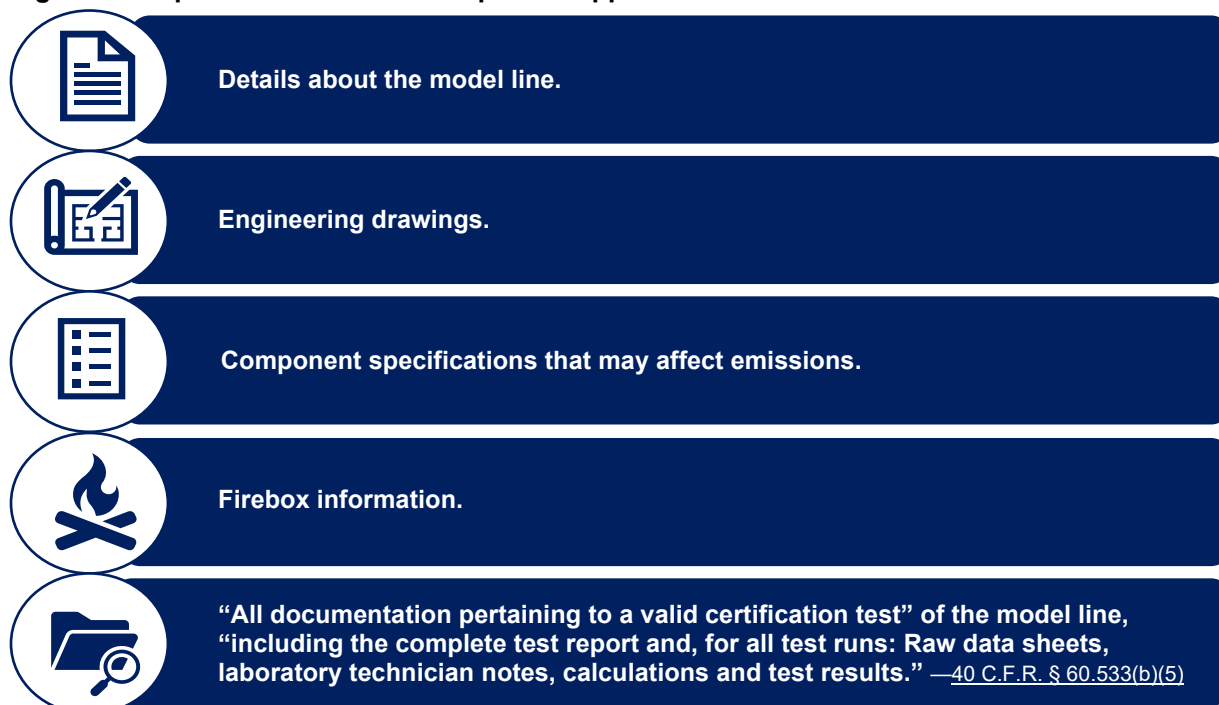 Details about the model line.
Engineering drawings.
Component specifications that may affect emissions.
Firebox information.
“All documentation pertaining to a valid certification test” of the model line,
“including the complete test report and, for all test runs: Raw data sheets,
laboratory technician notes, calculations and test results.” —40 C.F.R. § 60.533(b)(5)